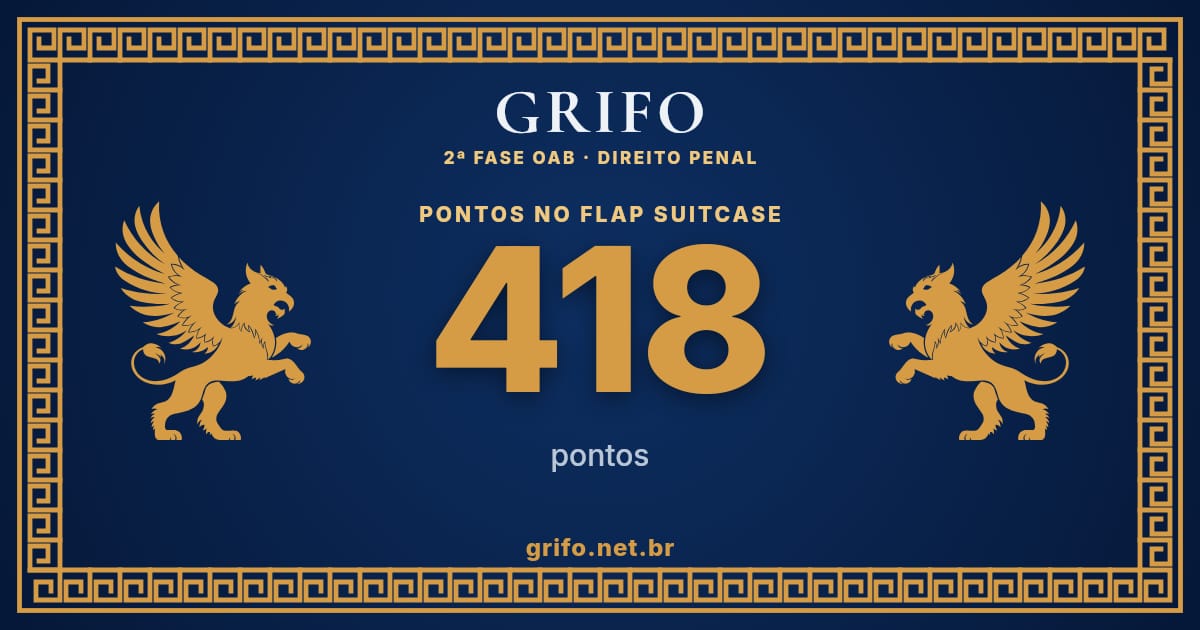 GRIFO
2ª FASE OAB · DIREITO PENAL
PONTOS NO FLAP SUITCASE
418
pontos
grifo.net.br